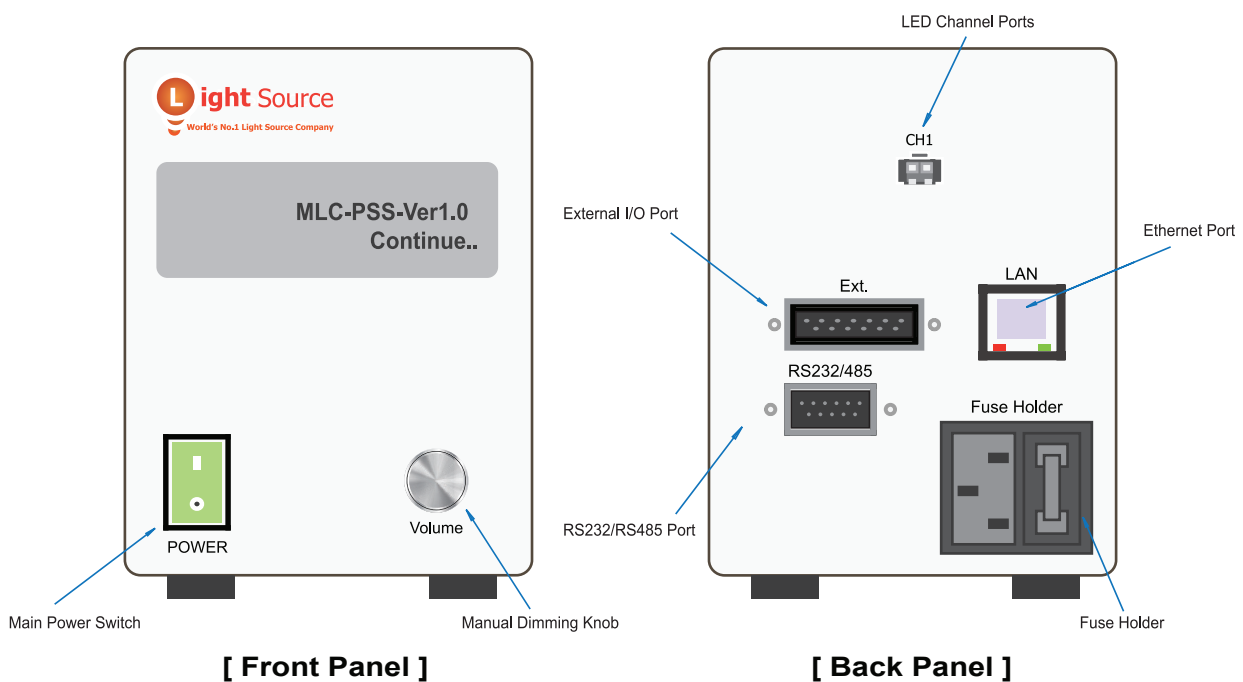 LED Channel Ports
L ight Source
World's No.1 Light Source Company
CH1
MLC-PSS-Ver1.0
Continue..
External I/O Port
Ethernet Port
LAN
Ext.
RS232/485
Fuse Holder
Volume
RS232/RS485 Port
POWER
Main Power Switch
Manual Dimming Knob
Fuse Holder
[ Front Panel ]
[ Back Panel ]